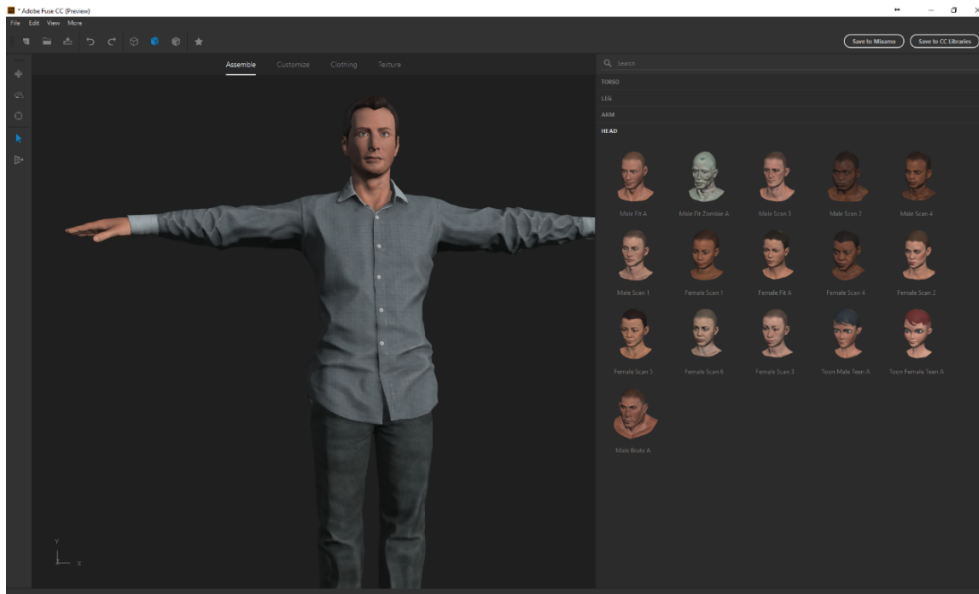 * Adobe Fuse CC (Preview)
File Edit View More
Save to Mixamo Save to CC Libraries
Assemble Customize Clothing Texture
Search
TORSO
LEG
ARM
HEAD
Male Fit A Male Fit Zombie A Male Scan 3 Male Scan 2 Male Scan 4
Male Scan 1 Female Scan 1 Female Fit A Female Scan 4 Female Scan 2
Female Scan 5 Female Scan 6 Female Scan 3 Toon Male Teen A Toon Female Teen A
Male Brute A
Y
X